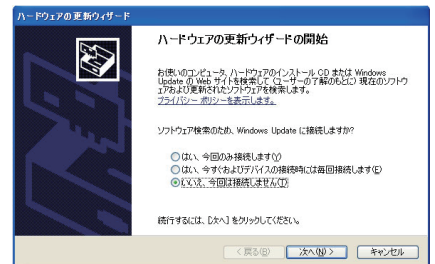 ハードウェアの更新ウィザード
ハードウェアの更新ウィザードの開始
お使いのコンピュータ、ハードウェアのインストール CD または Windows
Update の Web サイトを検索して (ユーザーの了解のもとに) 現在のソフトウ
ェアおよび更新されたソフトウェアを検索します。
プライバシー ポリシーを表示します。
ソフトウェア検索のため、Windows Update に接続しますか?
はい、今回のみ接続します(Y)
はい、今すぐおよびデバイスの接続時には毎回接続します(E)
いいえ、今回は接続しません(T)
続行するには、[次へ] をクリックしてください。
< 戻る(B)
次へ(N) >
キャンセル